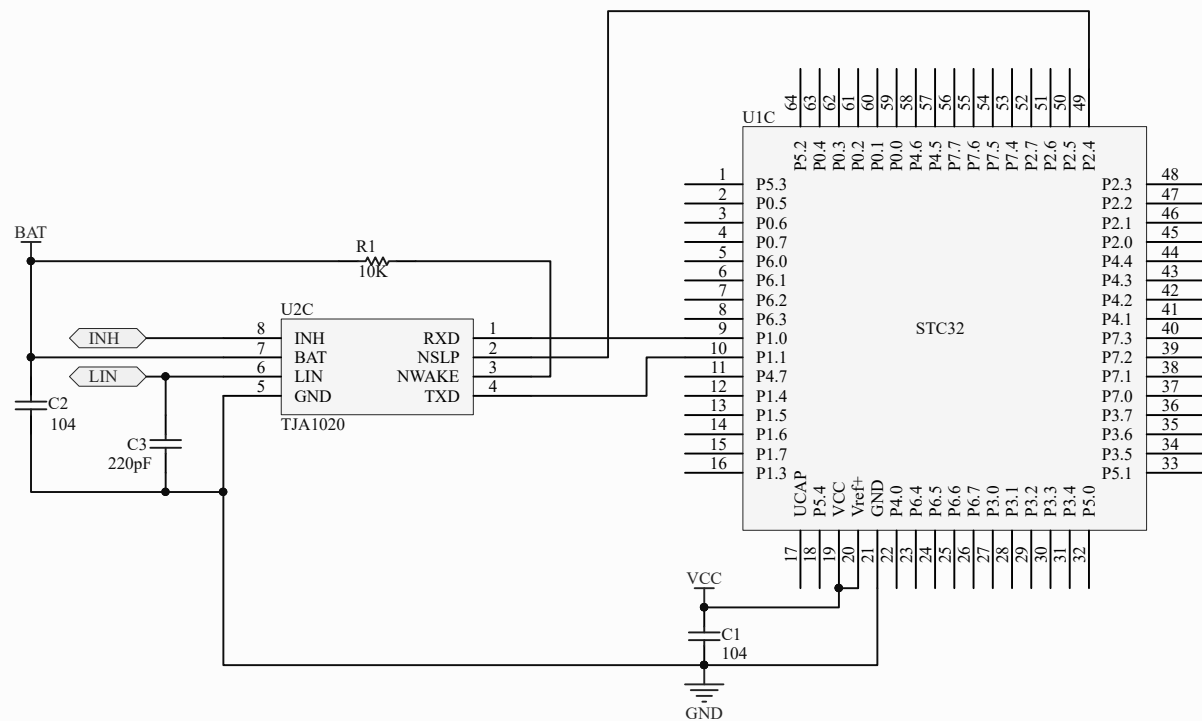 64
63
62
61
60
59
58
57
56
55
54
53
52
51
50
49
U1C
P5.2
P0.4
P0.3
P0.2
P0.1
P0.0
P4.6
P4.5
P7.7
P7.6
P7.5
P7.4
P2.7
P2.6
P2.5
P2.4
1 P5.3
2 P0.5
3 P0.6
4 P0.7
5 P6.0
6 P6.1
7 P6.2
8 P6.3
9 P1.0
10 P1.1
11 P4.7
12 P1.4
13 P1.5
14 P1.6
15 P1.7
16 P1.3
STC32
P2.3 48
P2.2 47
P2.1 46
P2.0 45
P4.4 44
P4.3 43
P4.2 42
P4.1 41
P7.3 40
P7.2 39
P7.1 38
P7.0 37
P3.7 36
P3.6 35
P3.5 34
P5.1 33
UCAP
P5.4
VCC
Vref+
GND
P4.0
P6.4
P6.5
P6.6
P6.7
P3.0
P3.1
P3.2
P3.3
P3.4
P5.0
17
18
19
20
21
22
23
24
25
26
27
28
29
30
31
32
BAT
R1
10K
U2C
INH 8 INH RXD 1
7 BAT NSLP 2
LIN 6 LIN NWAKE 3
5 GND TXD 4
TJA1020
C2
104
C3
220pF
VCC
C1
104
GND